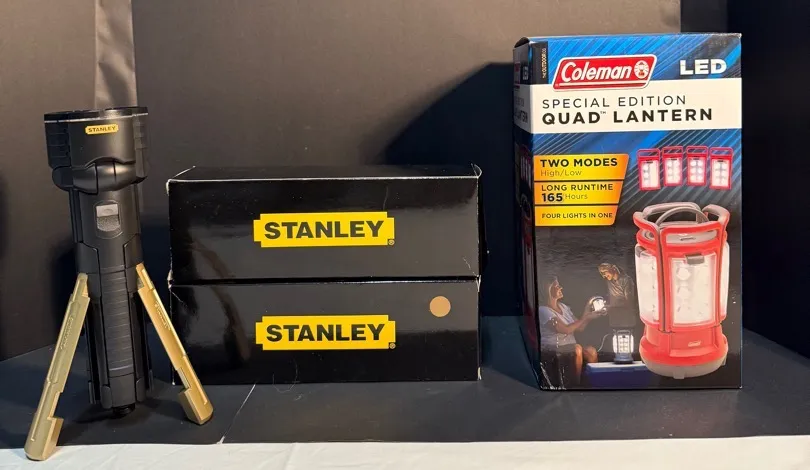 STANLEY
STANLEY
STANLEY
Coleman
LED
SPECIAL EDITION
QUAD™ LANTERN
TWO MODES
High/Low
LONG RUNTIME
165 Hours
FOUR LIGHTS IN ONE